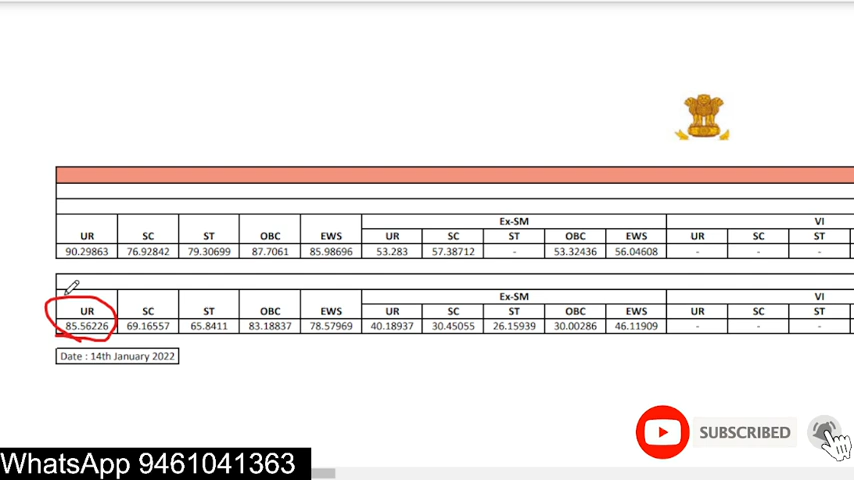 Ex-SM VI
UR SC ST OBC EWS UR SC ST OBC EWS UR SC ST
90.29863 76.92842 79.30699 87.7061 85.98696 53.283 57.38712 - 53.32436 56.04608 - - -
Ex-SM VI
UR SC ST OBC EWS UR SC ST OBC EWS UR SC ST
85.56226 69.16557 65.8411 83.18837 78.57969 40.18937 30.45055 26.15939 30.00286 46.11909 - - -
Date : 14th January 2022
SUBSCRIBED
WhatsApp 9461041363